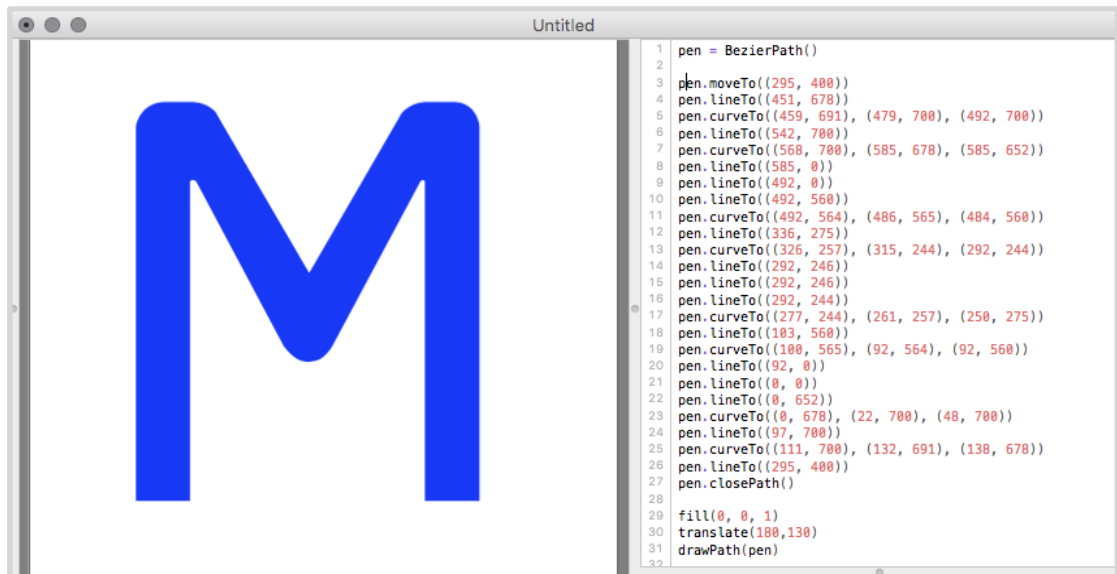 Untitled
M
1 pen = BezierPath()
2
3 pen.moveTo((295, 400))
4 pen.lineTo((451, 678))
5 pen.curveTo((459, 691), (479, 700), (492, 700))
6 pen.lineTo((542, 700))
7 pen.curveTo((568, 700), (585, 678), (585, 652))
8 pen.lineTo((585, 0))
9 pen.lineTo((492, 0))
10 pen.lineTo((492, 560))
11 pen.curveTo((492, 564), (486, 565), (484, 560))
12 pen.lineTo((336, 275))
13 pen.curveTo((326, 257), (315, 244), (292, 244))
14 pen.lineTo((292, 246))
15 pen.lineTo((292, 246))
16 pen.lineTo((292, 244))
17 pen.curveTo((277, 244), (261, 257), (250, 275))
18 pen.lineTo((103, 560))
19 pen.curveTo((100, 565), (92, 564), (92, 560))
20 pen.lineTo((92, 0))
21 pen.lineTo((0, 0))
22 pen.lineTo((0, 652))
23 pen.curveTo((0, 678), (22, 700), (48, 700))
24 pen.lineTo((97, 700))
25 pen.curveTo((111, 700), (132, 691), (138, 678))
26 pen.lineTo((295, 400))
27 pen.closePath()
28
29 fill(0, 0, 1)
30 translate(180,130)
31 drawPath(pen)
32